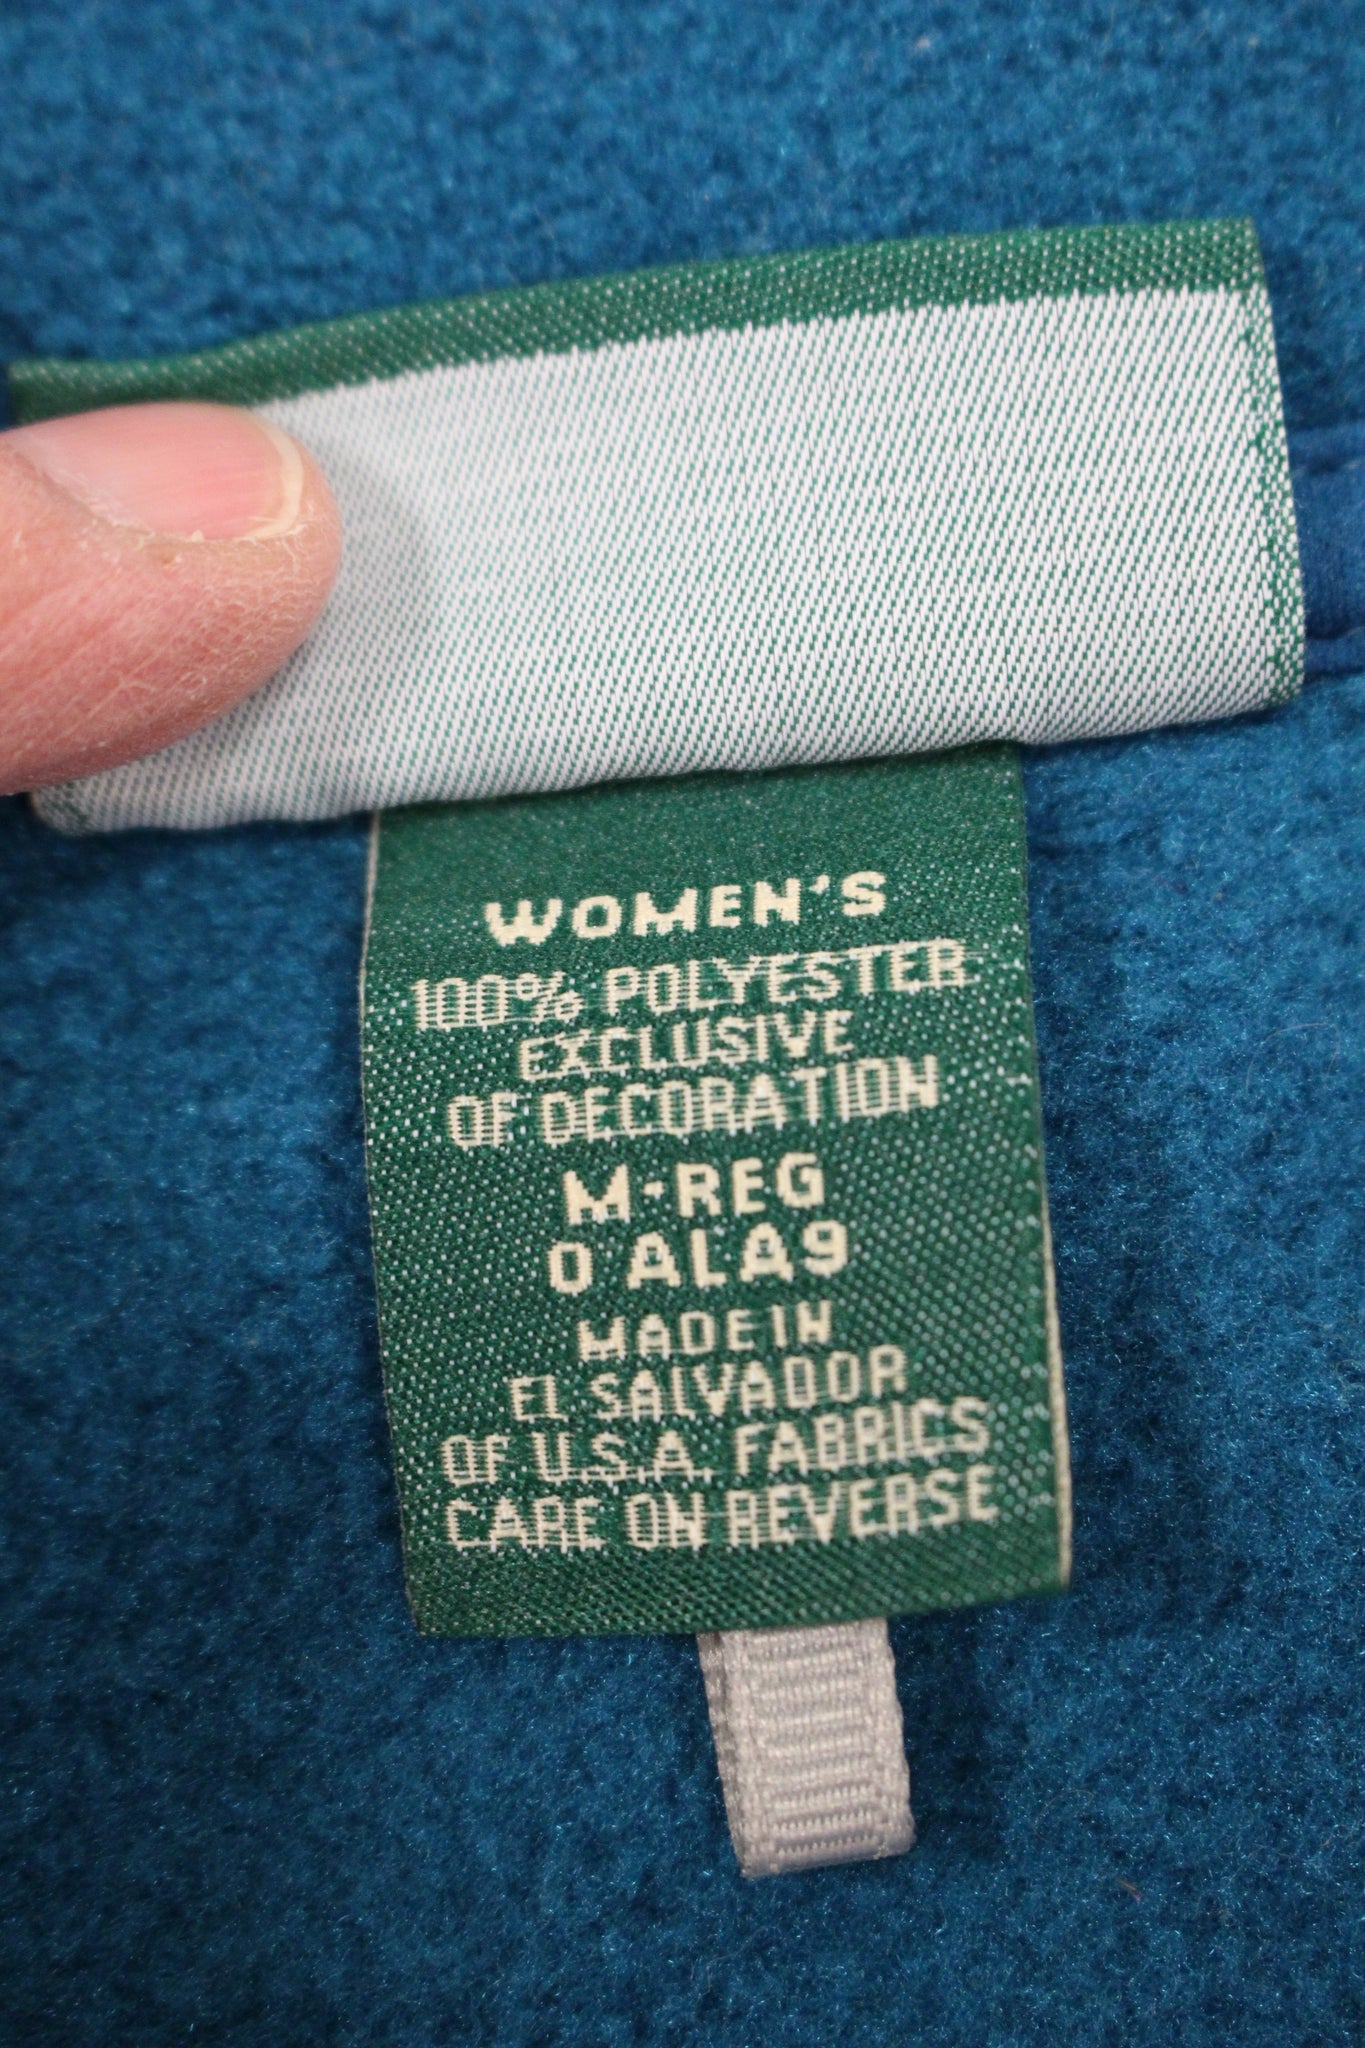 WOMEN'S
100% POLYESTER
EXCLUSIVE
OF DECORATION
M-REG
0 ALA9
MADE IN
EL SALVADOR
OF U.S.A. FABRICS
CARE ON REVERSE